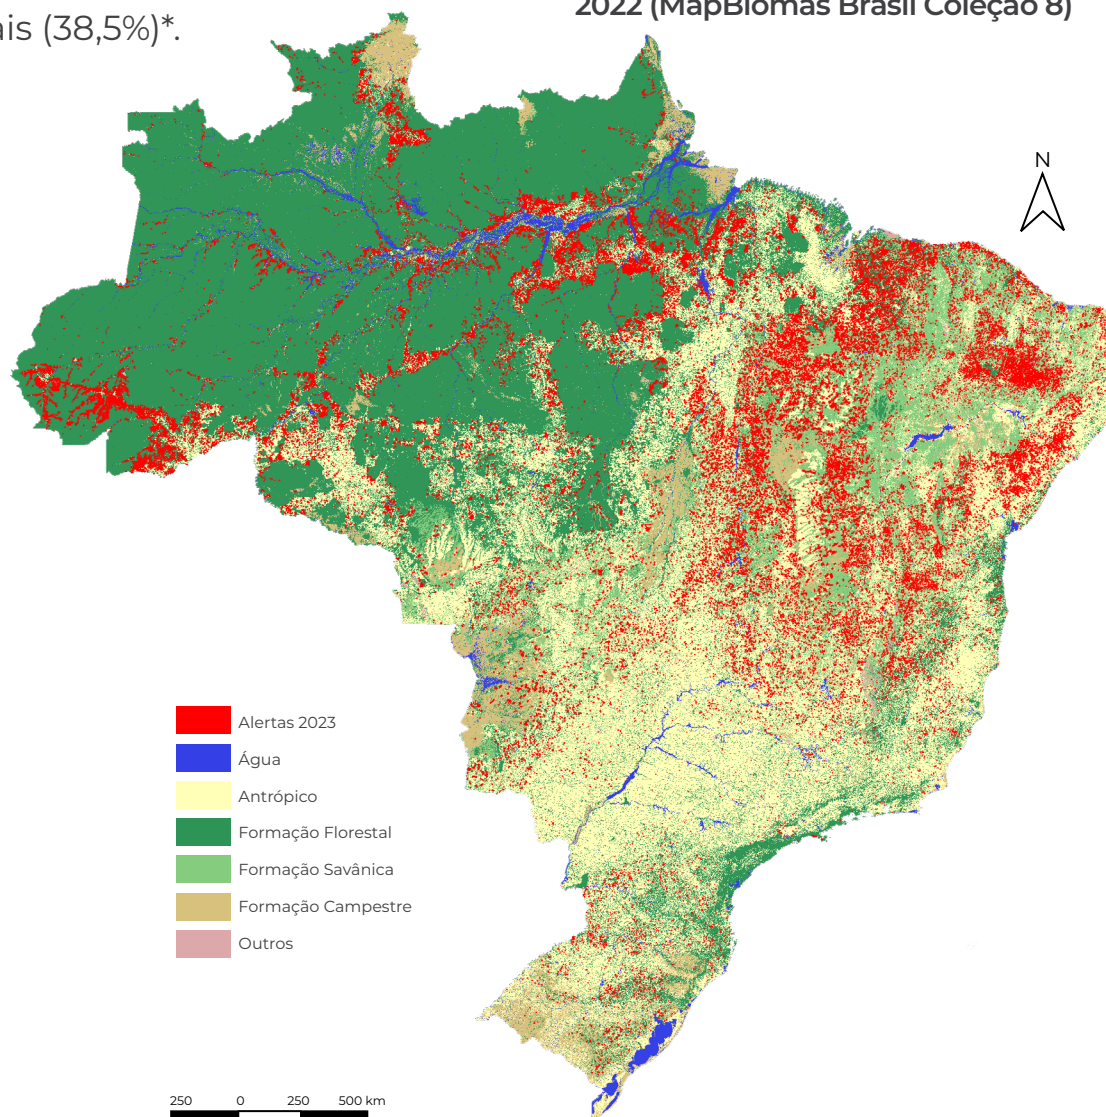 2022 (MapBiomas Brasil Coleção 8)
ais (38,5%)*.
N
Alertas 2023
Água
Antrópico
Formação Florestal
Formação Savânica
Formação Campestre
Outros
250 0 250 500 km